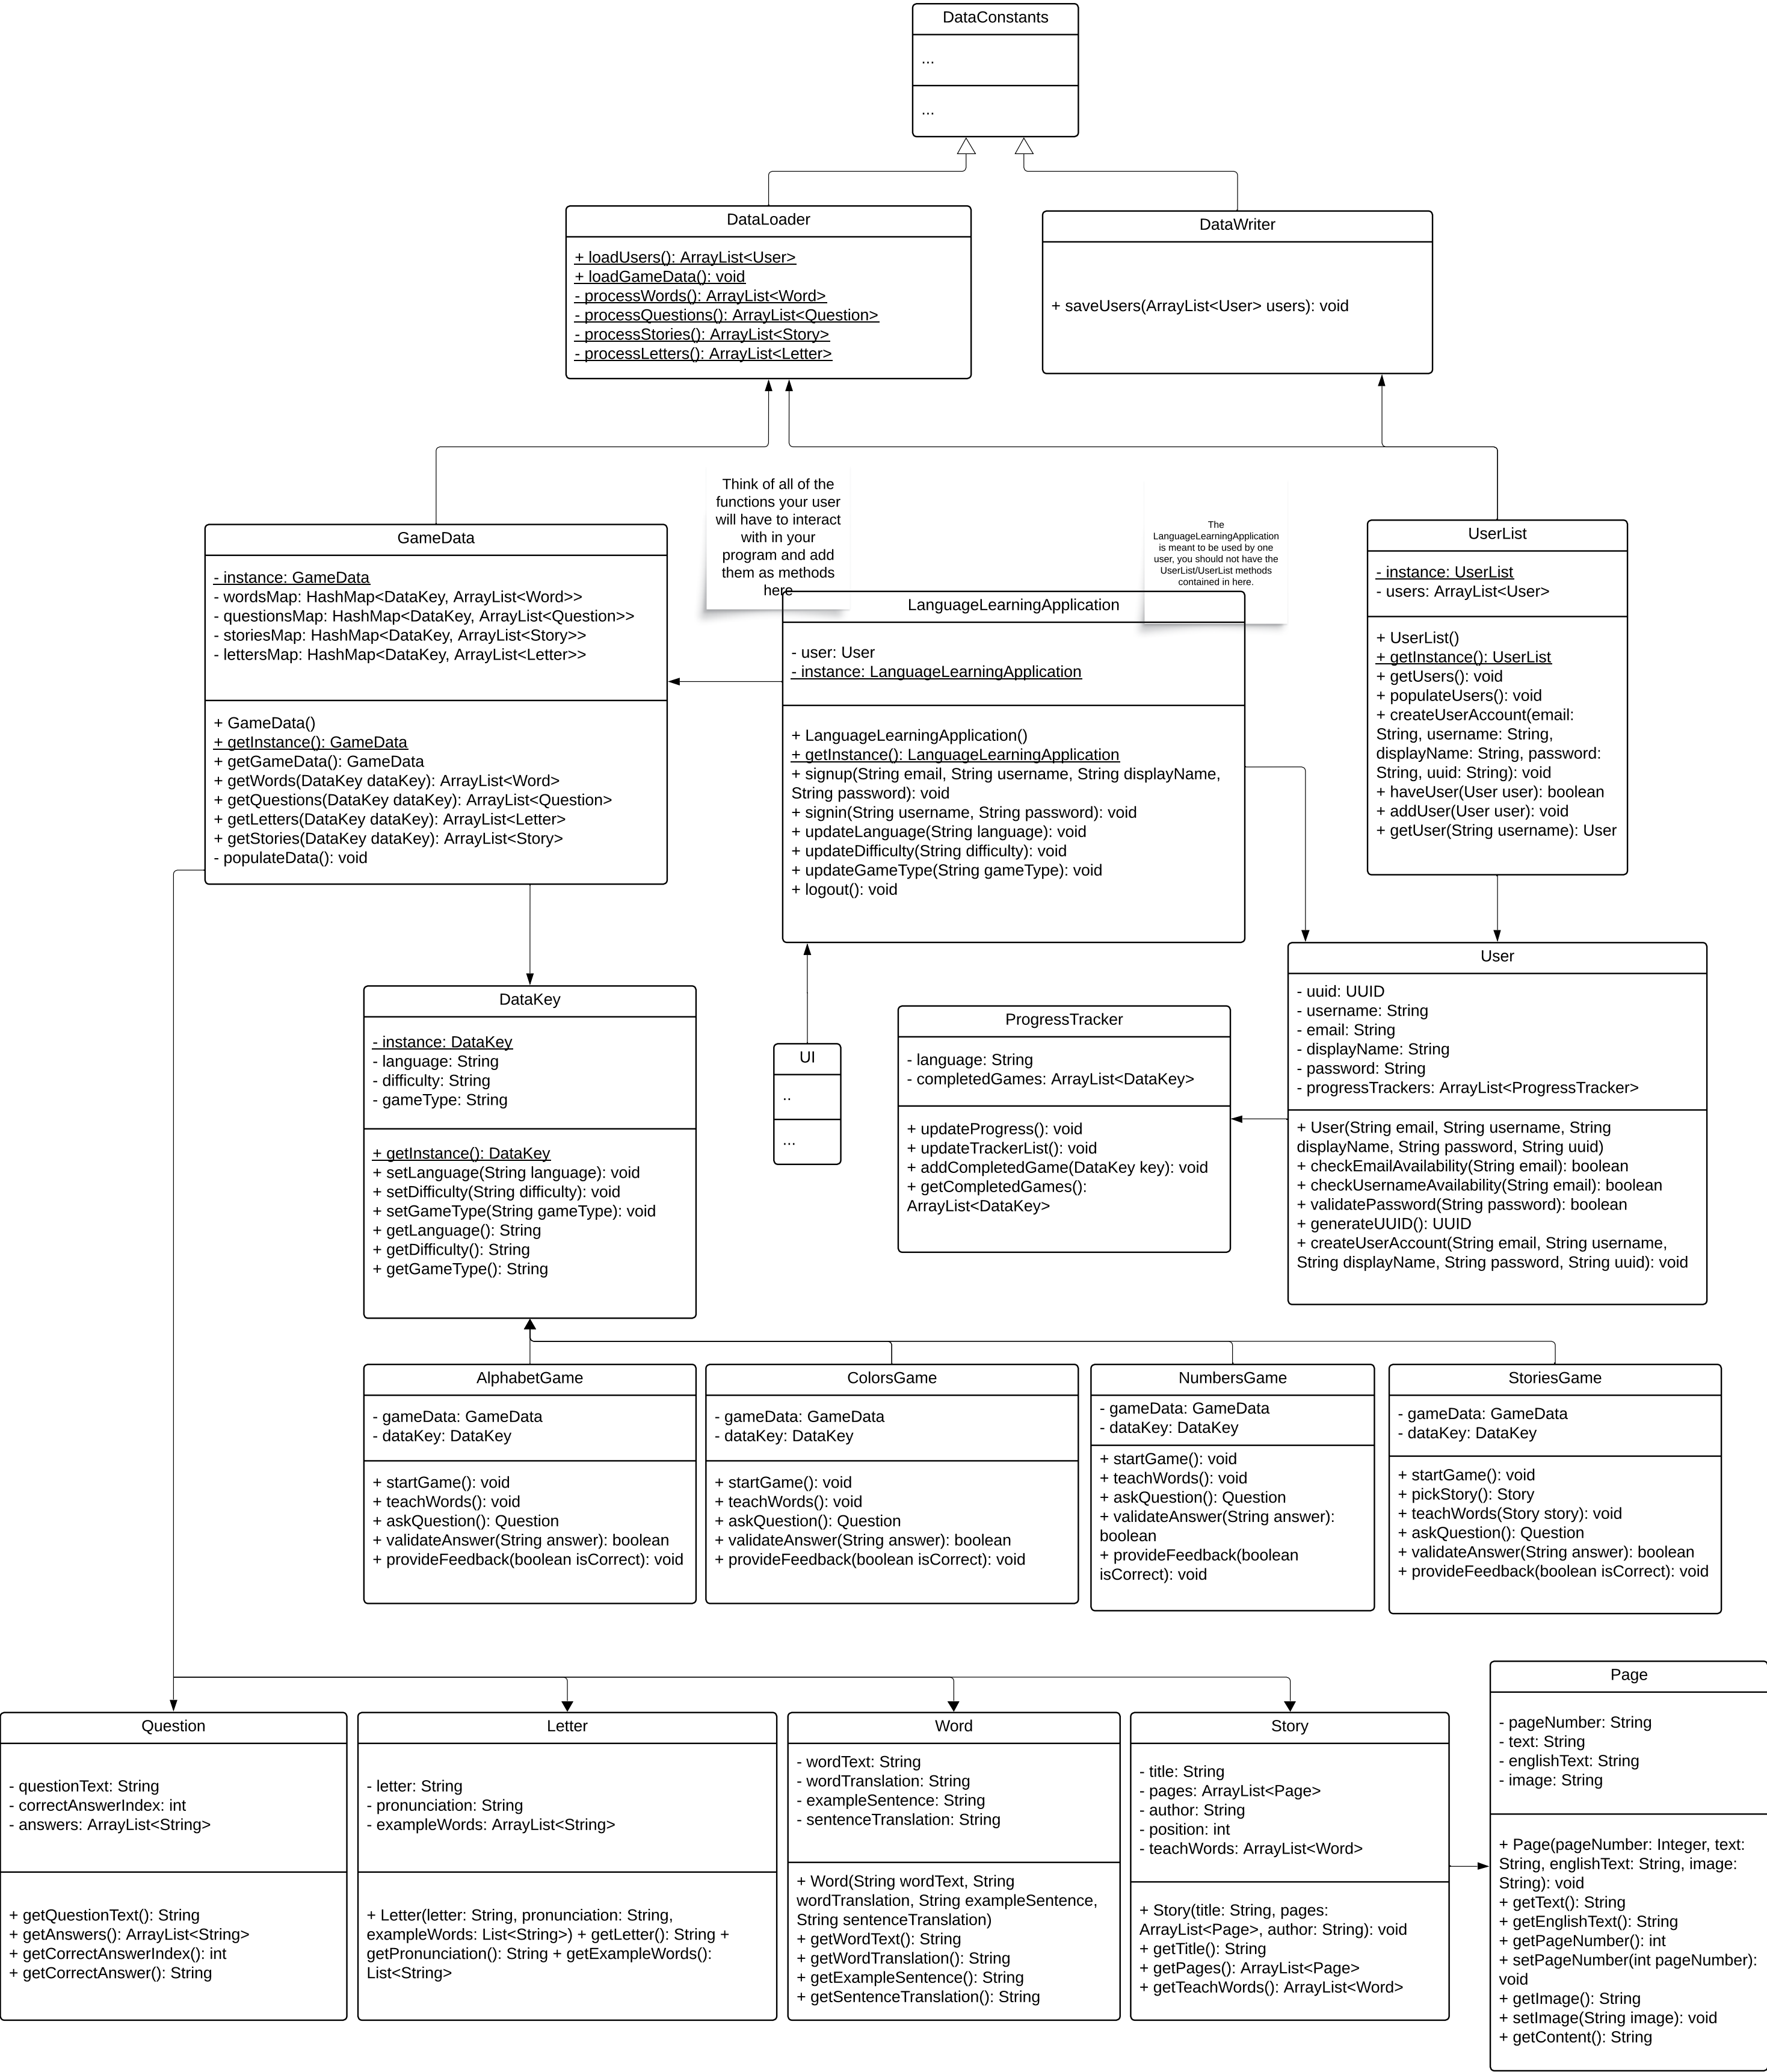 DataConstants
...
...
DataLoader
+ loadUsers(): ArrayList<User>
+ loadGameData(): void
- processWords(): ArrayList<Word>
- processQuestions(): ArrayList<Question>
- processStories(): ArrayList<Story>
- processLetters(): ArrayList<Letter>
DataWriter
+ saveUsers(ArrayList<User> users): void
Think of all of the
functions your user
will have to interact
with in your
program and add
them as methods
here
The
LanguageLearningApplication
is meant to be used by one
user, you should not have the
UserList/UserList methods
contained in here.
GameData
- instance: GameData
- wordsMap: HashMap<DataKey, ArrayList<Word>>
- questionsMap: HashMap<DataKey, ArrayList<Question>>
- storiesMap: HashMap<DataKey, ArrayList<Story>>
- lettersMap: HashMap<DataKey, ArrayList<Letter>>
+ GameData()
+ getInstance(): GameData
+ getGameData(): GameData
+ getWords(DataKey dataKey): ArrayList<Word>
+ getQuestions(DataKey dataKey): ArrayList<Question>
+ getLetters(DataKey dataKey): ArrayList<Letter>
+ getStories(DataKey dataKey): ArrayList<Story>
- populateData(): void
LanguageLearningApplication
- user: User
- instance: LanguageLearningApplication
+ LanguageLearningApplication()
+ getInstance(): LanguageLearningApplication
+ signup(String email, String username, String displayName,
String password): void
+ signin(String username, String password): void
+ updateLanguage(String language): void
+ updateDifficulty(String difficulty): void
+ updateGameType(String gameType): void
+ logout(): void
UserList
- instance: UserList
- users: ArrayList<User>
+ UserList()
+ getInstance(): UserList
+ getUsers(): void
+ populateUsers(): void
+ createUserAccount(email:
String, username: String,
displayName: String, password:
String, uuid: String): void
+ haveUser(User user): boolean
+ addUser(User user): void
+ getUser(String username): User
DataKey
- instance: DataKey
- language: String
- difficulty: String
- gameType: String
+ getInstance(): DataKey
+ setLanguage(String language): void
+ setDifficulty(String difficulty): void
+ setGameType(String gameType): void
+ getLanguage(): String
+ getDifficulty(): String
+ getGameType(): String
UI
..
...
ProgressTracker
- language: String
- completedGames: ArrayList<DataKey>
+ updateProgress(): void
+ updateTrackerList(): void
+ addCompletedGame(DataKey key): void
+ getCompletedGames():
ArrayList<DataKey>
User
- uuid: UUID
- username: String
- email: String
- displayName: String
- password: String
- progressTrackers: ArrayList<ProgressTracker>
+ User(String email, String username, String
displayName, String password, String uuid)
+ checkEmailAvailability(String email): boolean
+ checkUsernameAvailability(String email): boolean
+ validatePassword(String password): boolean
+ generateUUID(): UUID
+ createUserAccount(String email, String username,
String displayName, String password, String uuid): void
AlphabetGame
- gameData: GameData
- dataKey: DataKey
+ startGame(): void
+ teachWords(): void
+ askQuestion(): Question
+ validateAnswer(String answer): boolean
+ provideFeedback(boolean isCorrect): void
ColorsGame
- gameData: GameData
- dataKey: DataKey
+ startGame(): void
+ teachWords(): void
+ askQuestion(): Question
+ validateAnswer(String answer): boolean
+ provideFeedback(boolean isCorrect): void
NumbersGame
- gameData: GameData
- dataKey: DataKey
+ startGame(): void
+ teachWords(): void
+ askQuestion(): Question
+ validateAnswer(String answer):
boolean
+ provideFeedback(boolean
isCorrect): void
StoriesGame
- gameData: GameData
- dataKey: DataKey
+ startGame(): void
+ pickStory(): Story
+ teachWords(Story story): void
+ askQuestion(): Question
+ validateAnswer(String answer): boolean
+ provideFeedback(boolean isCorrect): void
Question
- questionText: String
- correctAnswerIndex: int
- answers: ArrayList<String>
+ getQuestionText(): String
+ getAnswers(): ArrayList<String>
+ getCorrectAnswerIndex(): int
+ getCorrectAnswer(): String
Letter
- letter: String
- pronunciation: String
- exampleWords: ArrayList<String>
+ Letter(letter: String, pronunciation: String,
exampleWords: List<String>) + getLetter(): String +
getPronunciation(): String + getExampleWords():
List<String>
Word
- wordText: String
- wordTranslation: String
- exampleSentence: String
- sentenceTranslation: String
+ Word(String wordText, String
wordTranslation, String exampleSentence,
String sentenceTranslation)
+ getWordText(): String
+ getWordTranslation(): String
+ getExampleSentence(): String
+ getSentenceTranslation(): String
Story
- title: String
- pages: ArrayList<Page>
- author: String
- position: int
- teachWords: ArrayList<Word>
+ Story(title: String, pages:
ArrayList<Page>, author: String): void
+ getTitle(): String
+ getPages(): ArrayList<Page>
+ getTeachWords(): ArrayList<Word>
Page
- pageNumber: String
- text: String
- englishText: String
- image: String
+ Page(pageNumber: Integer, text:
String, englishText: String, image:
String): void
+ getText(): String
+ getEnglishText(): String
+ getPageNumber(): int
+ setPageNumber(int pageNumber):
void
+ getImage(): String
+ setImage(String image): void
+ getContent(): String